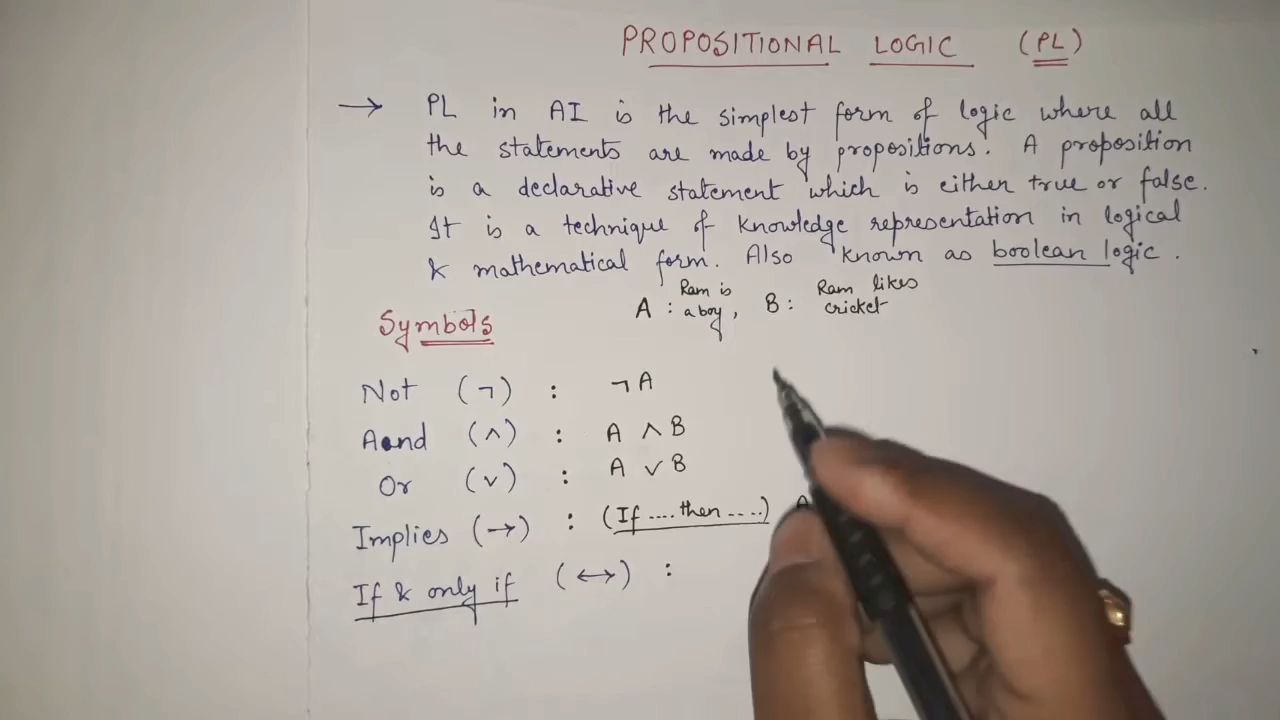 PROPOSITIONAL LOGIC (PL)
→ PL in AI is the simplest form of logic where all
the statements are made by propositions. A proposition
is a declarative statement which is either true or false.
It is a technique of knowledge representation in logical
& mathematical form. Also known as boolean logic.
A : Ram is a boy, B : Ram likes cricket
Symbols
Not (¬) : ¬A
Aand (∧) : A ∧ B
Or (∨) : A ∨ B
Implies (→) : (If .... then ....) A
If & only if (↔) :